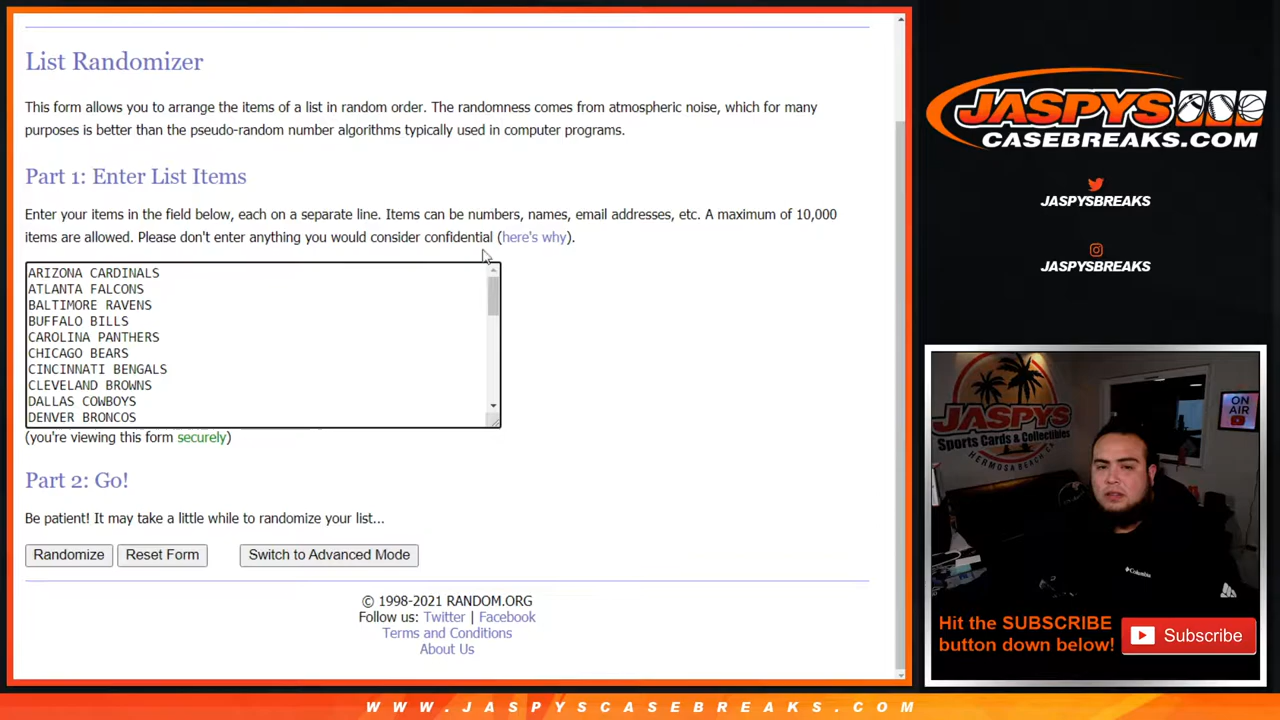 List Randomizer
This form allows you to arrange the items of a list in random order. The randomness comes from atmospheric noise, which for many
purposes is better than the pseudo-random number algorithms typically used in computer programs.
Part 1: Enter List Items
Enter your items in the field below, each on a separate line. Items can be numbers, names, email addresses, etc. A maximum of 10,000
items are allowed. Please don't enter anything you would consider confidential (here's why).
ARIZONA CARDINALS
ATLANTA FALCONS
BALTIMORE RAVENS
BUFFALO BILLS
CAROLINA PANTHERS
CHICAGO BEARS
CINCINNATI BENGALS
CLEVELAND BROWNS
DALLAS COWBOYS
DENVER BRONCOS
(you're viewing this form securely)
Part 2: Go!
Be patient! It may take a little while to randomize your list...
Randomize Reset Form Switch to Advanced Mode
© 1998-2021 RANDOM.ORG
Follow us: Twitter | Facebook
Terms and Conditions
About Us
JASPYS
CASEBREAKS.COM
JASPYSBREAKS
JASPYSBREAKS
JASPYS
Sports Cards & Collectibles
HERMOSA BEACH, CA
ON
AIR
Columbia
Hit the SUBSCRIBE
button down below!
Subscribe
WWW.JASPYSCASEBREAKS.COM